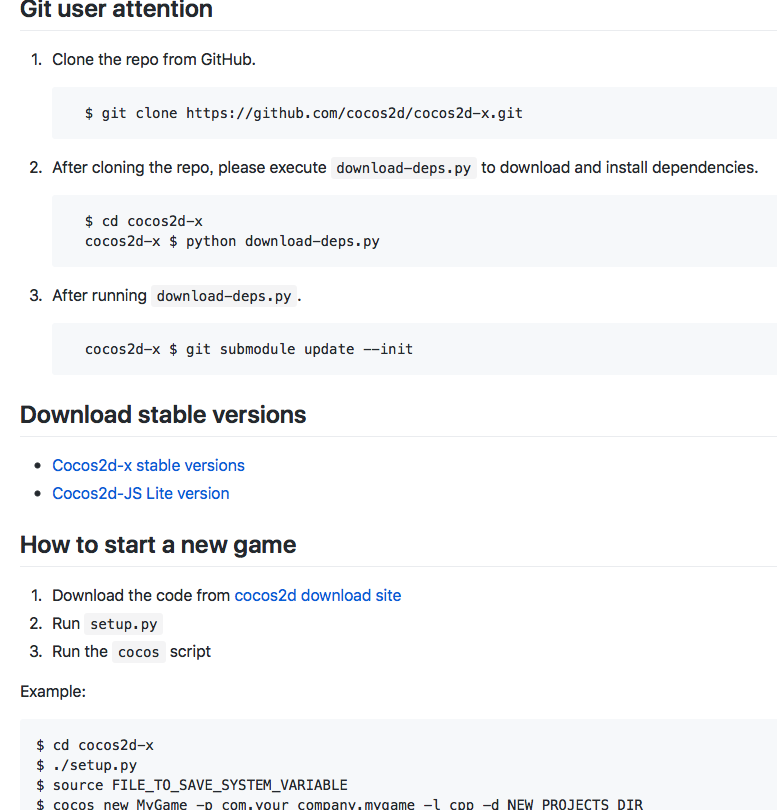 Git user attention
1. Clone the repo from GitHub.
$ git clone https://github.com/cocos2d/cocos2d-x.git
2. After cloning the repo, please execute download-deps.py to download and install dependencies.
$ cd cocos2d-x
cocos2d-x $ python download-deps.py
3. After running download-deps.py.
cocos2d-x $ git submodule update --init
Download stable versions
• Cocos2d-x stable versions
• Cocos2d-JS Lite version
How to start a new game
1. Download the code from cocos2d download site
2. Run setup.py
3. Run the cocos script
Example:
$ cd cocos2d-x
$ ./setup.py
$ source FILE_TO_SAVE_SYSTEM_VARIABLE
$ cocos new MyGame -p com.your_company.mygame -l cpp -d NEW_PROJECTS_DIR